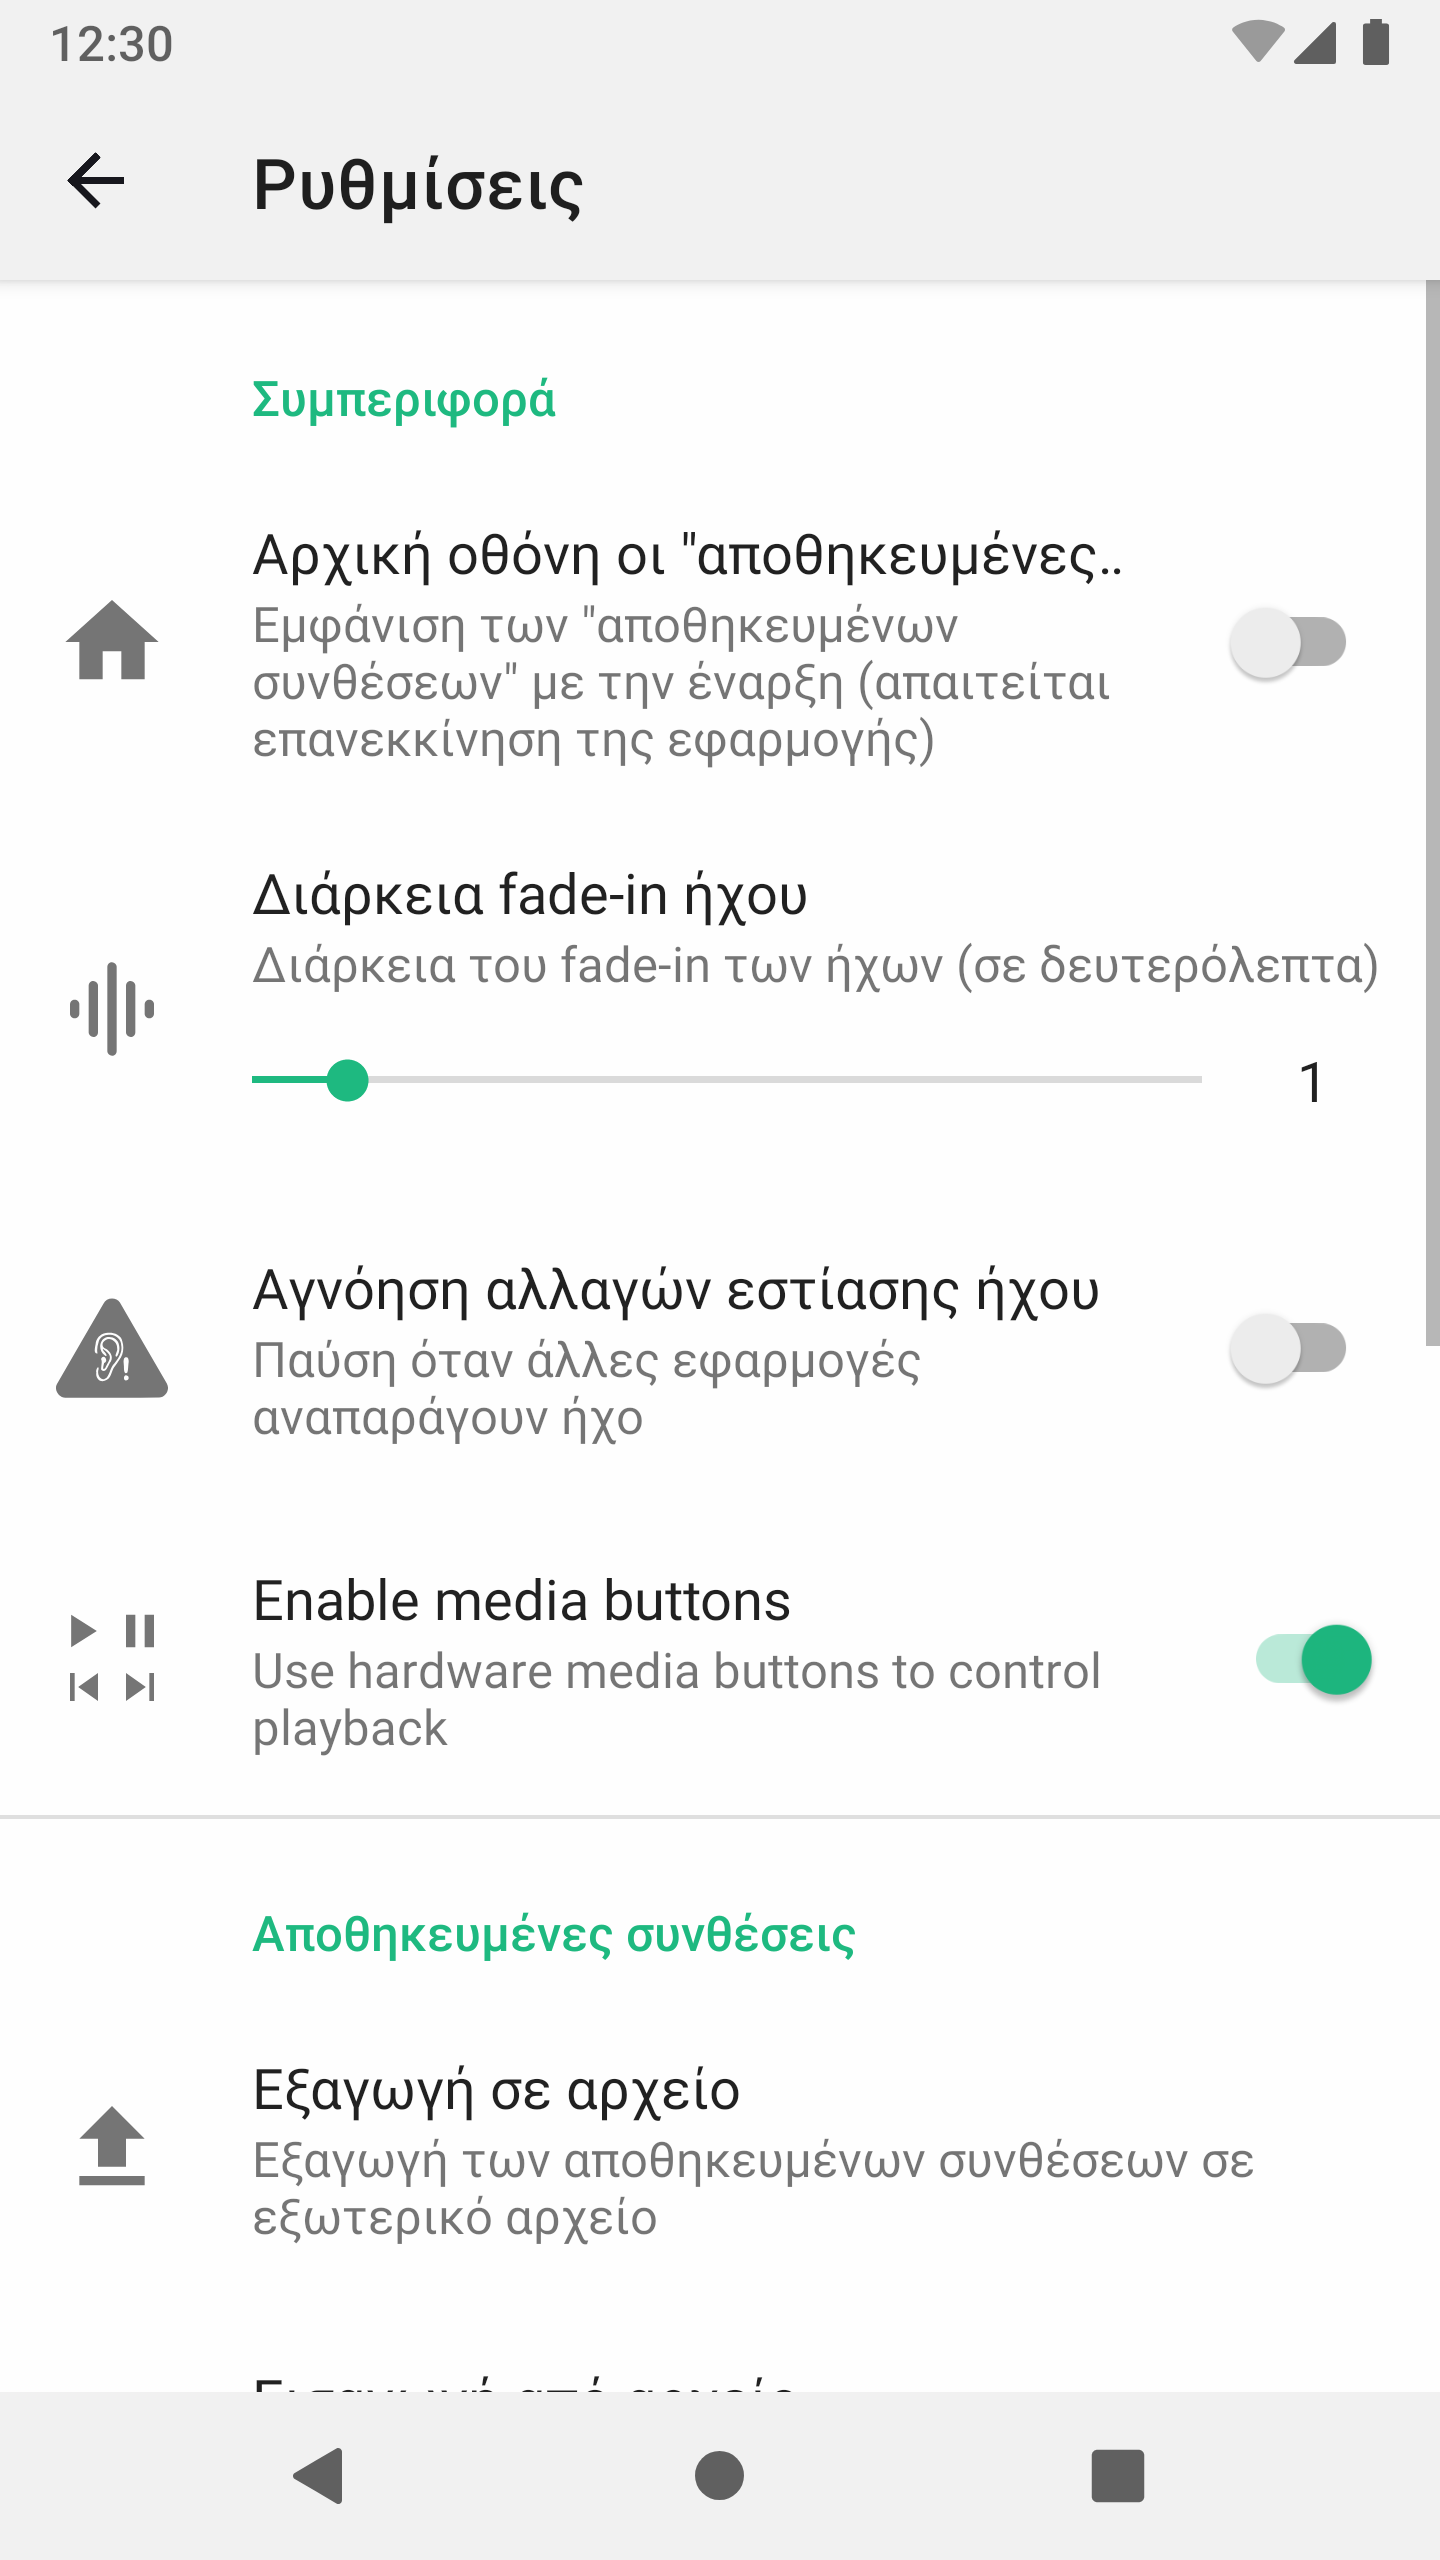 12:30
Ρυθμίσεις
Συμπεριφορά
Αρχική οθόνη οι "αποθηκευμένες..
Εμφάνιση των "αποθηκευμένων
συνθέσεων" με την έναρξη (απαιτείται
επανεκκίνηση της εφαρμογής)
Διάρκεια fade-in ήχου
Διάρκεια του fade-in των ήχων (σε δευτερόλεπτα)
1
Αγνόηση αλλαγών εστίασης ήχου
Παύση όταν άλλες εφαρμογές
αναπαράγουν ήχο
Enable media buttons
Use hardware media buttons to control
playback
Αποθηκευμένες συνθέσεις
Εξαγωγή σε αρχείο
Εξαγωγή των αποθηκευμένων συνθέσεων σε
εξωτερικό αρχείο